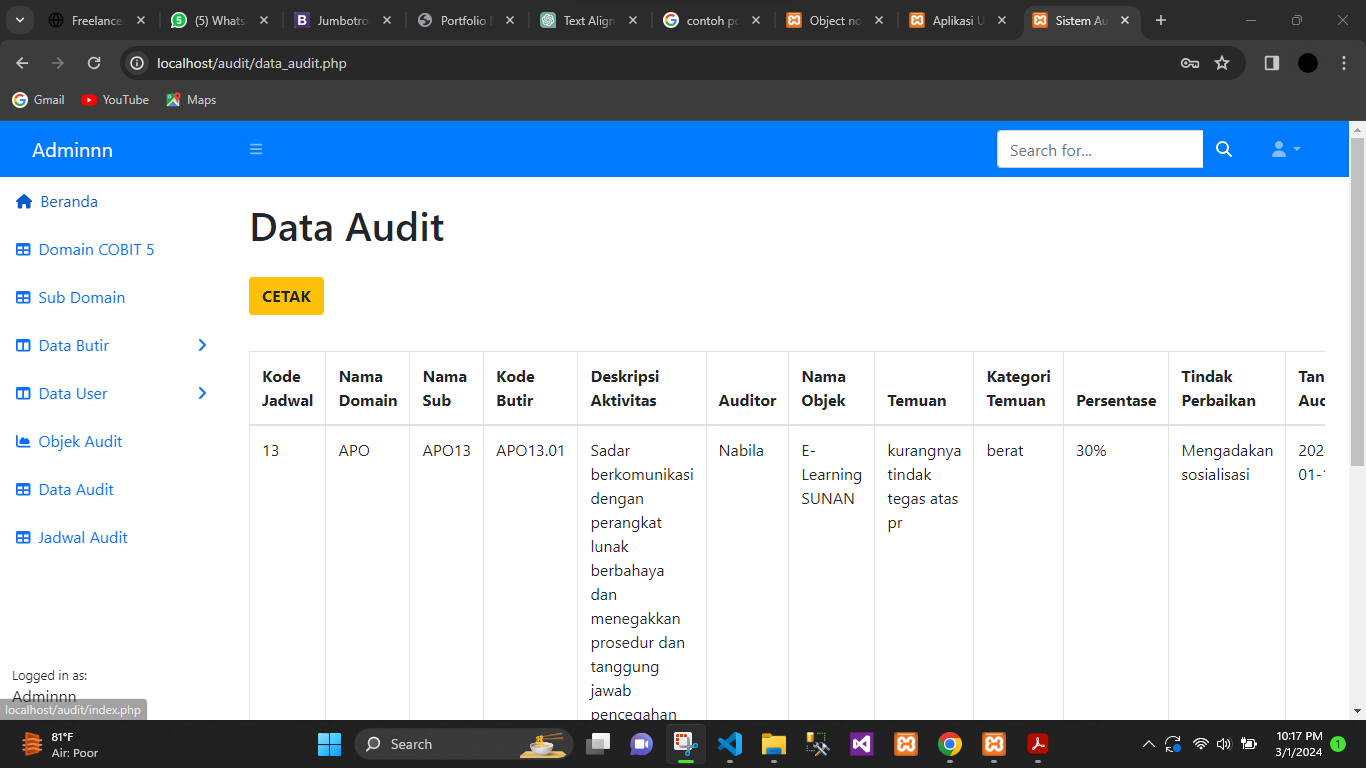 Freelance
(5) Whats
Jumbotro
Portfolio
Text Align
contoh po
Object no
Aplikasi U
Sistem Au
localhost/audit/data_audit.php
Gmail
YouTube
Maps
Adminnn
Search for...
Beranda
Domain COBIT 5
Sub Domain
Data Butir
Data User
Objek Audit
Data Audit
Jadwal Audit
Logged in as:
Adminnn
localhost/audit/index.php
Data Audit
CETAK
Kode Jadwal
Nama Domain
Nama Sub
Kode Butir
Deskripsi Aktivitas
Auditor
Nama Objek
Temuan
Kategori Temuan
Persentase
Tindak Perbaikan
Tan
Auc
13
APO
APO13
APO13.01
Sadar
berkomunikasi
dengan
perangkat
lunak
berbahaya
dan
menegakkan
prosedur dan
tanggung
jawab
pencegahan
Nabila
E-
Learning
SUNAN
kurangnya
tindak
tegas atas
pr
berat
30%
Mengadakan
sosialisasi
202
01-1
81°F
Air: Poor
Search
10:17 PM
3/1/2024
1